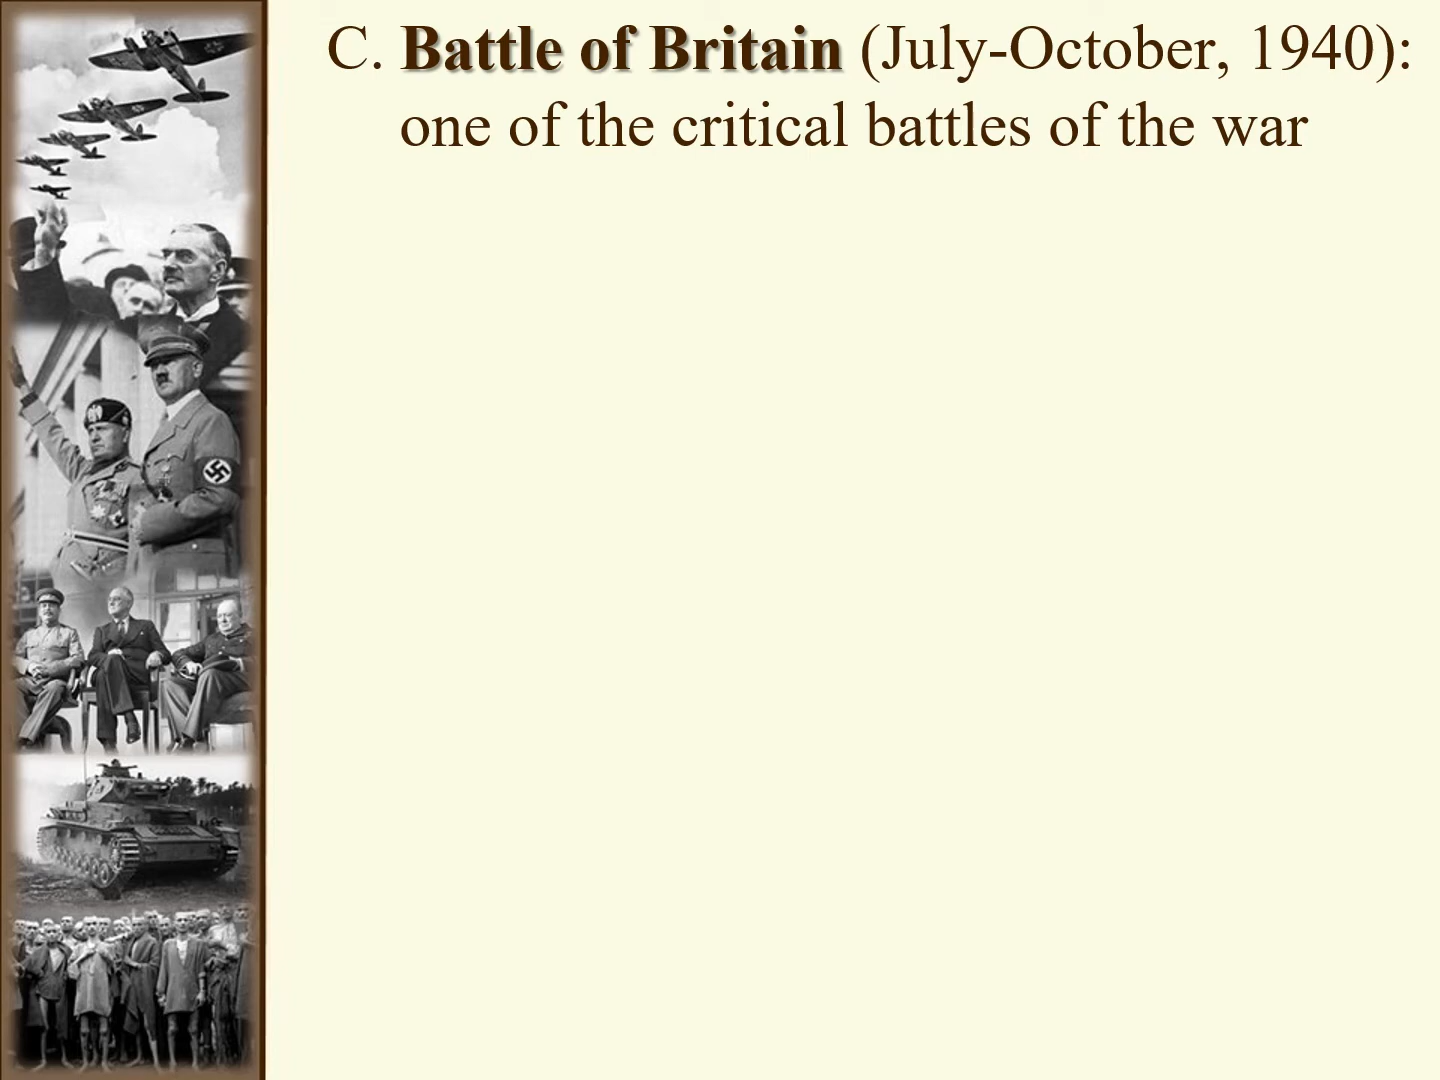 C. Battle of Britain (July-October, 1940):
one of the critical battles of the war